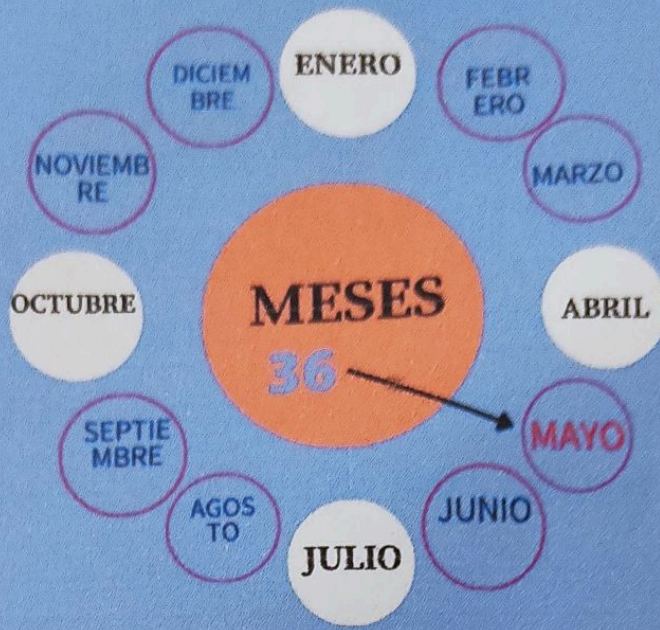 ENERO
FEBR
ERO
MARZO
ABRIL
MAYO
JUNIO
JULIO
AGOS
TO
SEPTIE
MBRE
OCTUBRE
NOVIEMB
RE
DICIEM
BRE
MESES
36